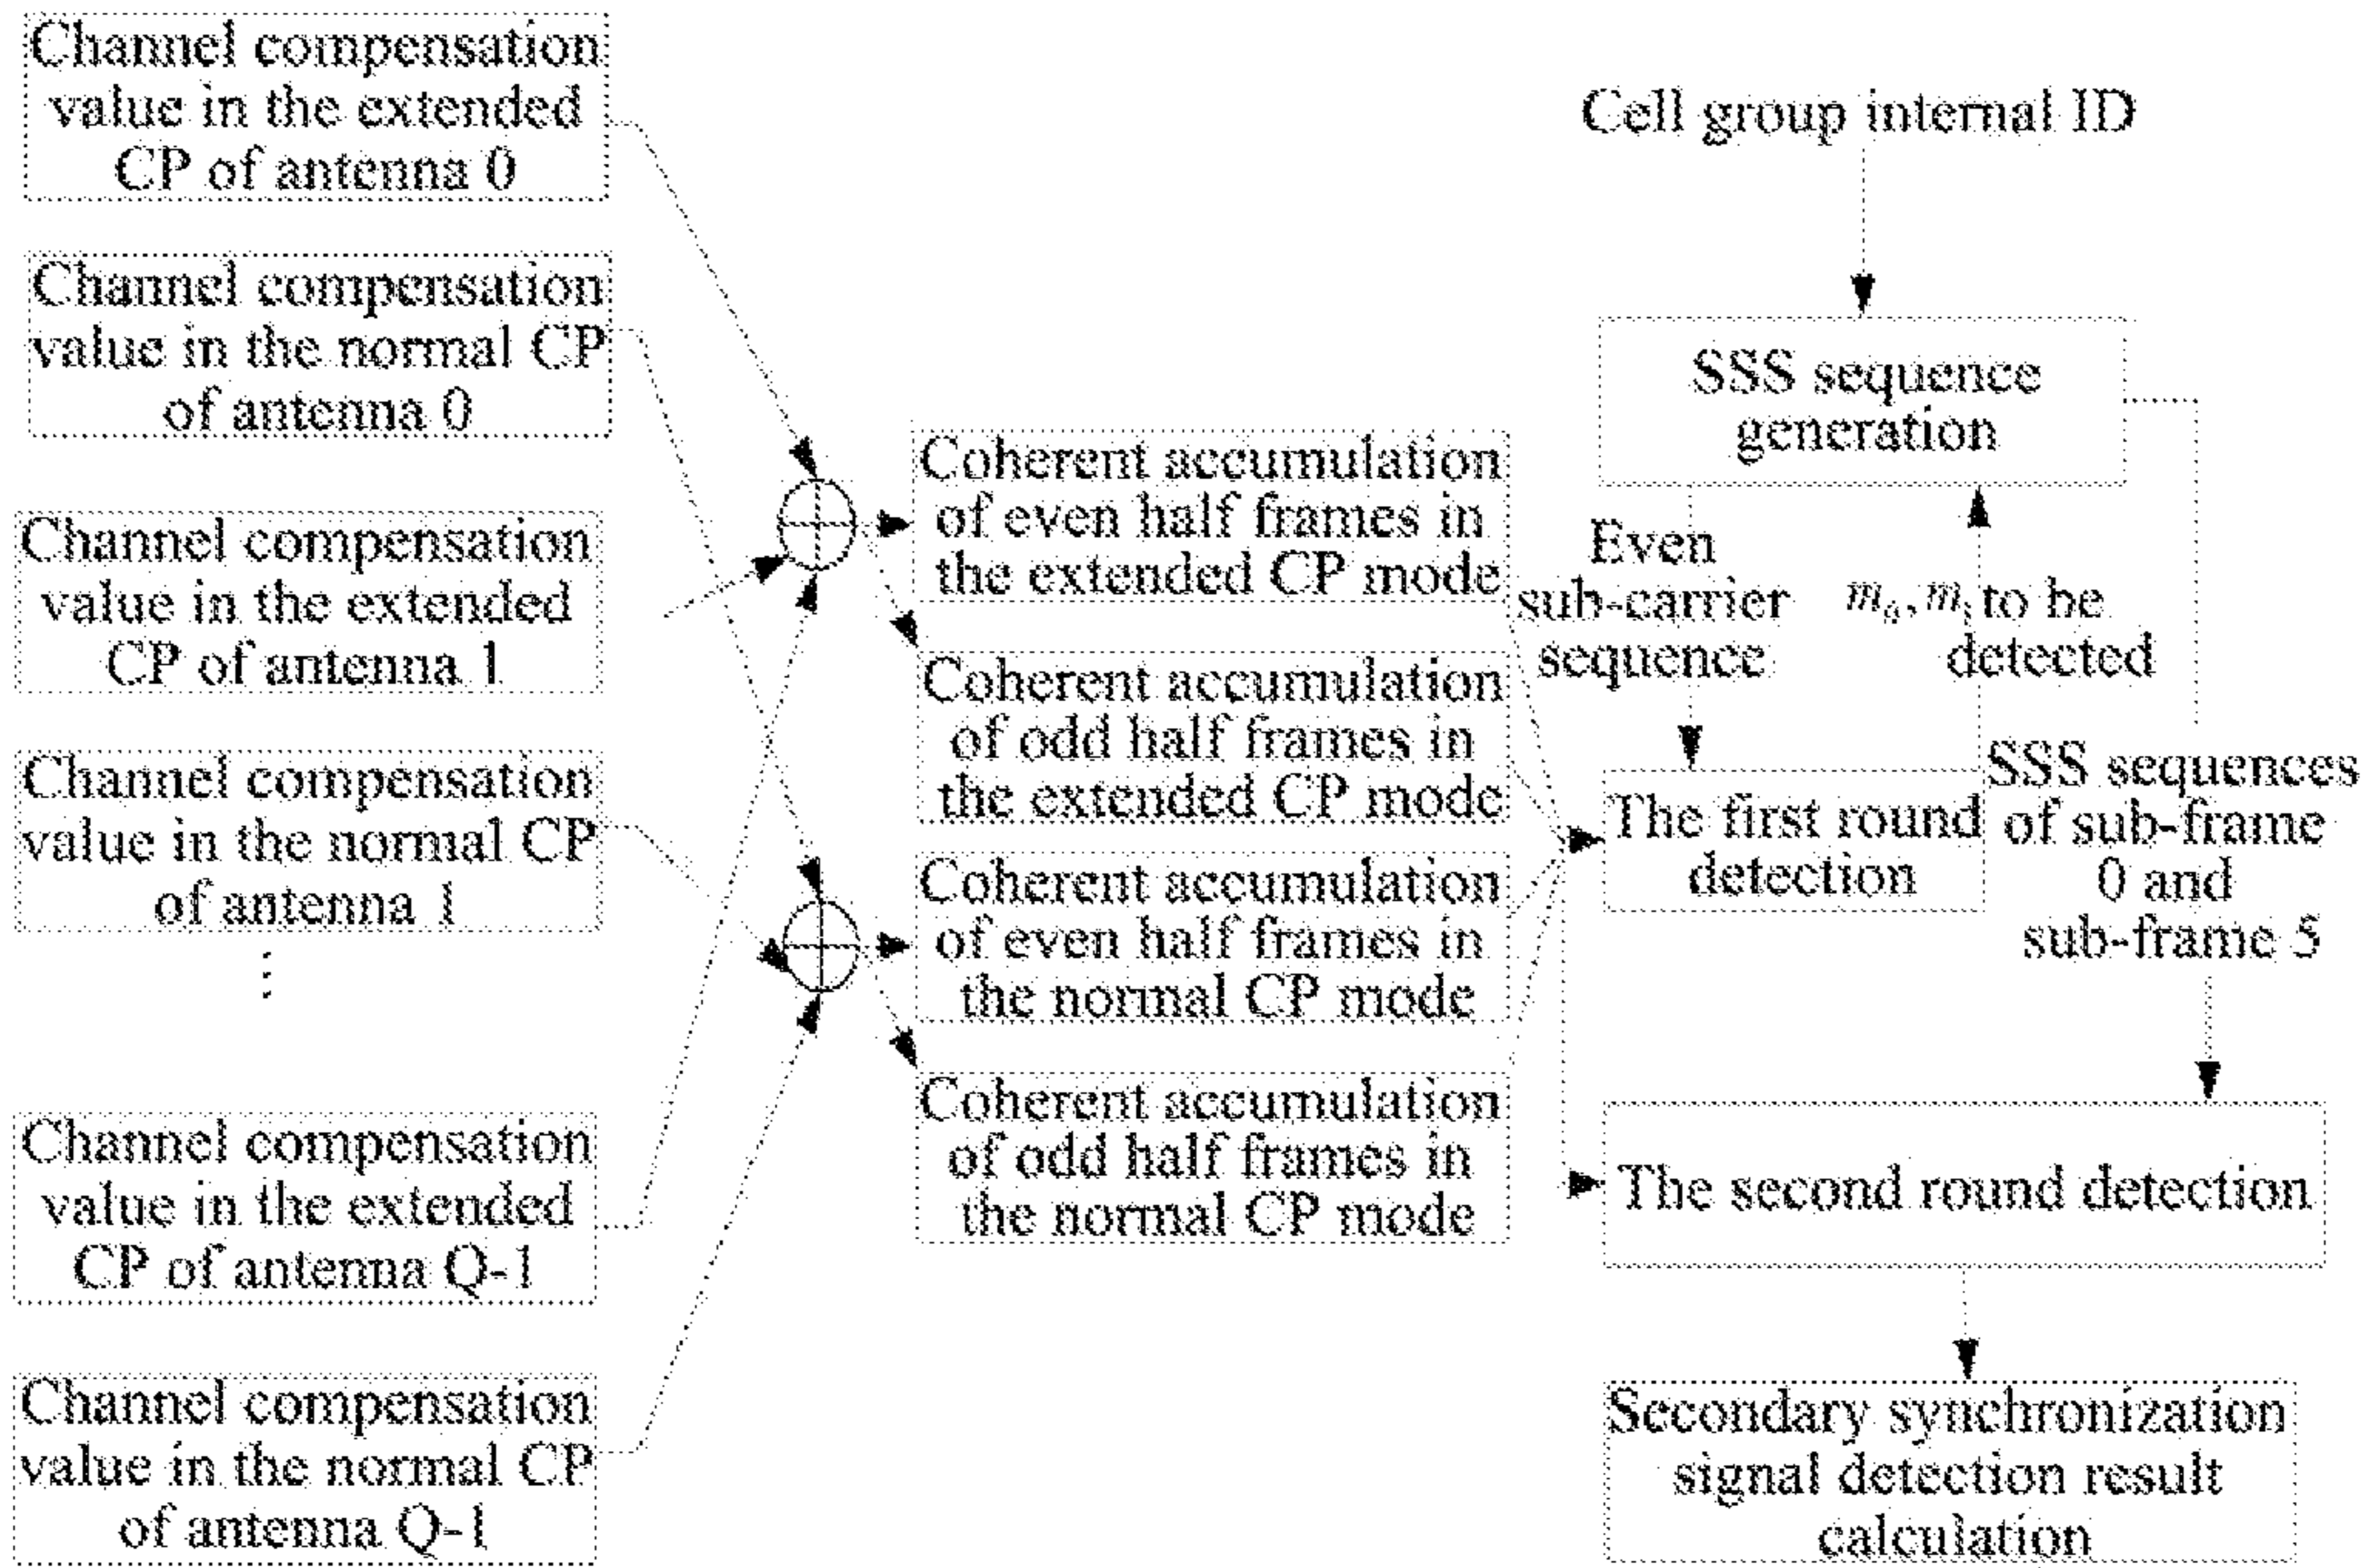 Channel compensation
value in the extended
CP of antenna 0
Channel compensation
value in the normal CP
of antenna 0
Channel compensation
value in the extended
CP of antenna 1
Channel compensation
value in the normal CP
of antenna 1
⋮
Channel compensation
value in the extended
CP of antenna Q-1
Channel compensation
value in the normal CP
of antenna Q-1
Coherent accumulation
of even half frames in
the extended CP mode
Coherent accumulation
of odd half frames in
the extended CP mode
Coherent accumulation
of even half frames in
the normal CP mode
Coherent accumulation
of odd half frames in
the normal CP mode
Cell group internal ID
SSS sequence
generation
Even
sub-carrier
sequence
m₀, m₁ to be
detected
The first round
detection
SSS sequences
of sub-frame
0 and
sub-frame 5
The second round detection
Secondary synchronization
signal detection result
calculation